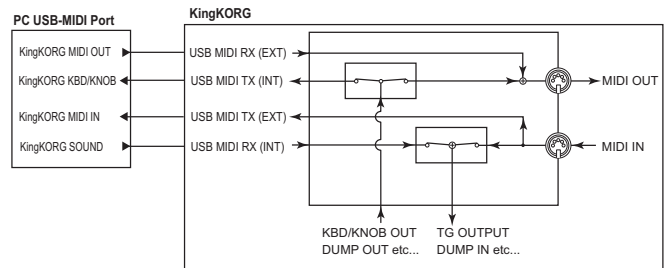 PC USB-MIDI Port
KingKORG
KingKORG MIDI OUT
USB MIDI RX (EXT)
KingKORG KBD/KNOB
USB MIDI TX (INT)
MIDI OUT
KingKORG MIDI IN
USB MIDI TX (EXT)
KingKORG SOUND
USB MIDI RX (INT)
MIDI IN
KBD/KNOB OUT
DUMP OUT etc...
TG OUTPUT
DUMP IN etc...